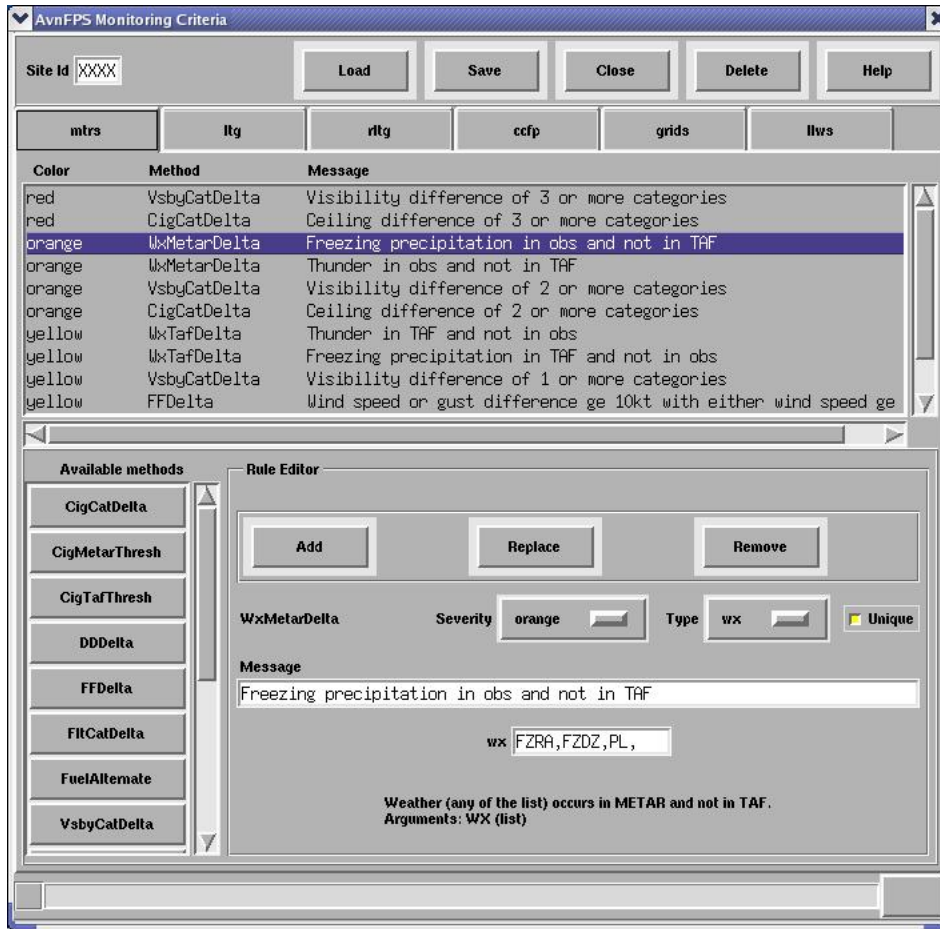 AvnFPS Monitoring Criteria
Site Id XXXX Load Save Close Delete Help
mtrs ltg rltg ccfp grids llws
Color Method Message
red VsbyCatDelta Visibility difference of 3 or more categories
red CigCatDelta Ceiling difference of 3 or more categories
orange WxMetarDelta Freezing precipitation in obs and not in TAF
orange WxMetarDelta Thunder in obs and not in TAF
orange VsbyCatDelta Visibility difference of 2 or more categories
orange CigCatDelta Ceiling difference of 2 or more categories
yellow WxTafDelta Thunder in TAF and not in obs
yellow WxTafDelta Freezing precipitation in TAF and not in obs
yellow VsbyCatDelta Visibility difference of 1 or more categories
yellow FFDelta Wind speed or gust difference ge 10kt with either wind speed ge
Available methods
CigCatDelta
CigMetarThresh
CigTafThresh
DDDelta
FFDelta
FltCatDelta
FuelAlternate
VsbyCatDelta
Rule Editor
Add Replace Remove
WxMetarDelta Severity orange Type wx Unique
Message
Freezing precipitation in obs and not in TAF
wx FZRA,FZDZ,PL,
Weather (any of the list) occurs in METAR and not in TAF.
Arguments: WX (list)